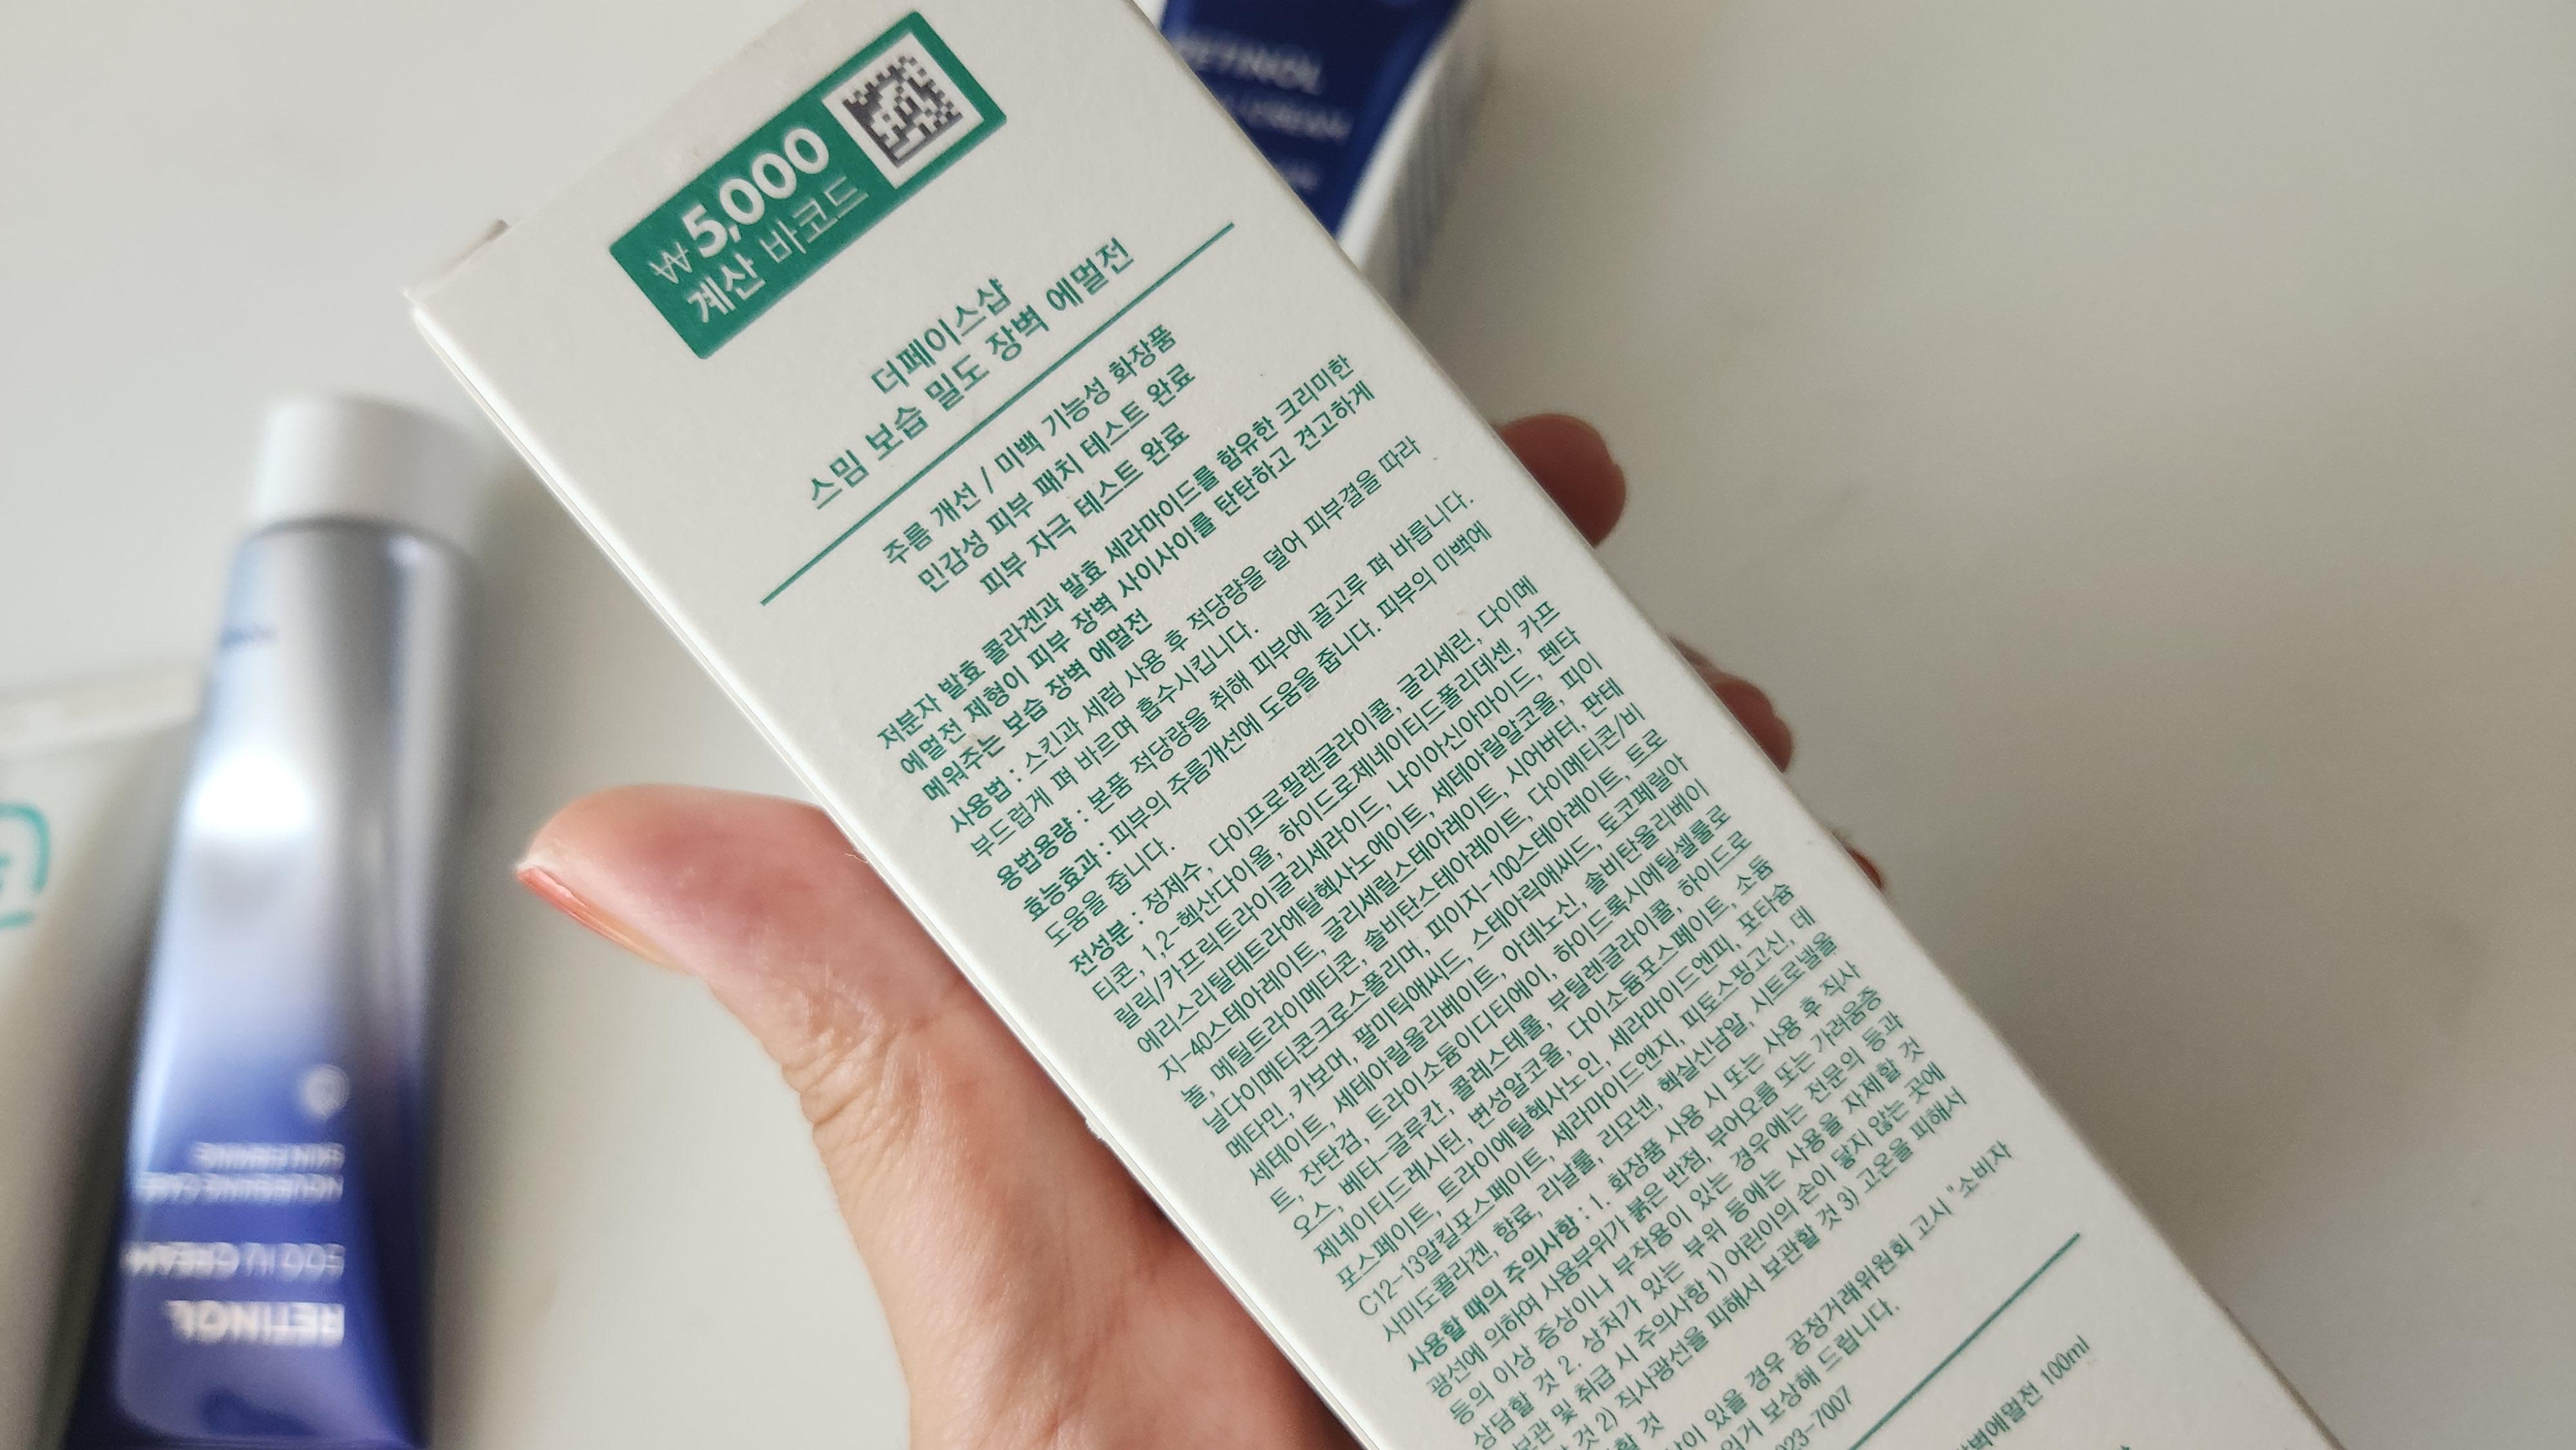 ₩5,000
계산 바코드
더페이스샵
스밈 보습 밀도 장벽 에멀전
주름 개선 / 미백 기능성 화장품
민감성 피부 패치 테스트 완료
피부 자극 테스트 완료
저분자 발효 콜라겐과 발효 세라마이드를 함유한 크리미한
에멀전 제형이 피부 장벽 사이사이를 탄탄하고 견고하게
메워주는 보습 장벽 에멀전
사용법 : 스킨과 세럼 사용 후 적당량을 덜어 피부결을 따라
부드럽게 펴 바르며 흡수시킵니다.
용법용량 : 본품 적당량을 취해 피부에 골고루 펴 바릅니다.
효능효과 : 피부의 주름개선에 도움을 줍니다. 피부의 미백에
도움을 줍니다.
전성분 : 정제수, 다이프로필렌글라이콜, 글리세린, 다이메
티콘, 1,2-헥산다이올, 하이드로제네이티드폴리데센, 카프
릴릭/카프릭트라이글리세라이드, 나이아신아마이드, 펜타
에리스리틸테트라에틸헥사노에이트, 세테아릴알코올, 피이
지-40스테아레이트, 글리세릴스테아레이트, 시어버터, 판테
놀, 메틸트라이메티콘, 솔비탄스테아레이트, 다이메티콘/비
닐다이메티콘크로스폴리머, 피이지-100스테아레이트, 트로
메타민, 카보머, 팔미틱애씨드, 스테아릭애씨드, 토코페릴아
세테이트, 세테아릴올리베이트, 아데노신, 솔비탄올리베이
트, 잔탄검, 트라이소듐이디티에이, 하이드록시에틸셀룰로
오스, 베타-글루칸, 콜레스테롤, 부틸렌글라이콜, 하이드로
제네이티드레시틴, 변성알코올, 다이소듐포스페이트, 소듐
포스페이트, 트라이에틸헥사노인, 세라마이드엔피, 포타슘
C12-13알킬포스페이트, 세라마이드엔지, 피토스핑고신, 데
사미도콜라겐, 향료, 리날룰, 리모넨, 헥실신남알, 시트로넬올
사용할 때의 주의사항 : 1. 화장품 사용 시 또는 사용 후 직사
광선에 의하여 사용부위가 붉은 반점, 부어오름 또는 가려움증
등의 이상 증상이나 부작용이 있는 경우에는 전문의 등과
상담할 것 2. 상처가 있는 부위 등에는 사용을 자제할 것
보관 및 취급 시 주의사항 1) 어린이의 손이 닿지 않는 곳에
할 것 2) 직사광선을 피해서 보관할 것 3) 고온을 피해서
할 것
있을 경우 공정거래위원회 고시 "소비자
의거 보상해 드립니다.
023-7007
장벽에멀전 100ml
RETINOL
CREAM
SKIN FIRMING
NOURISHING CARE
500 IU CREAM
RETINOL